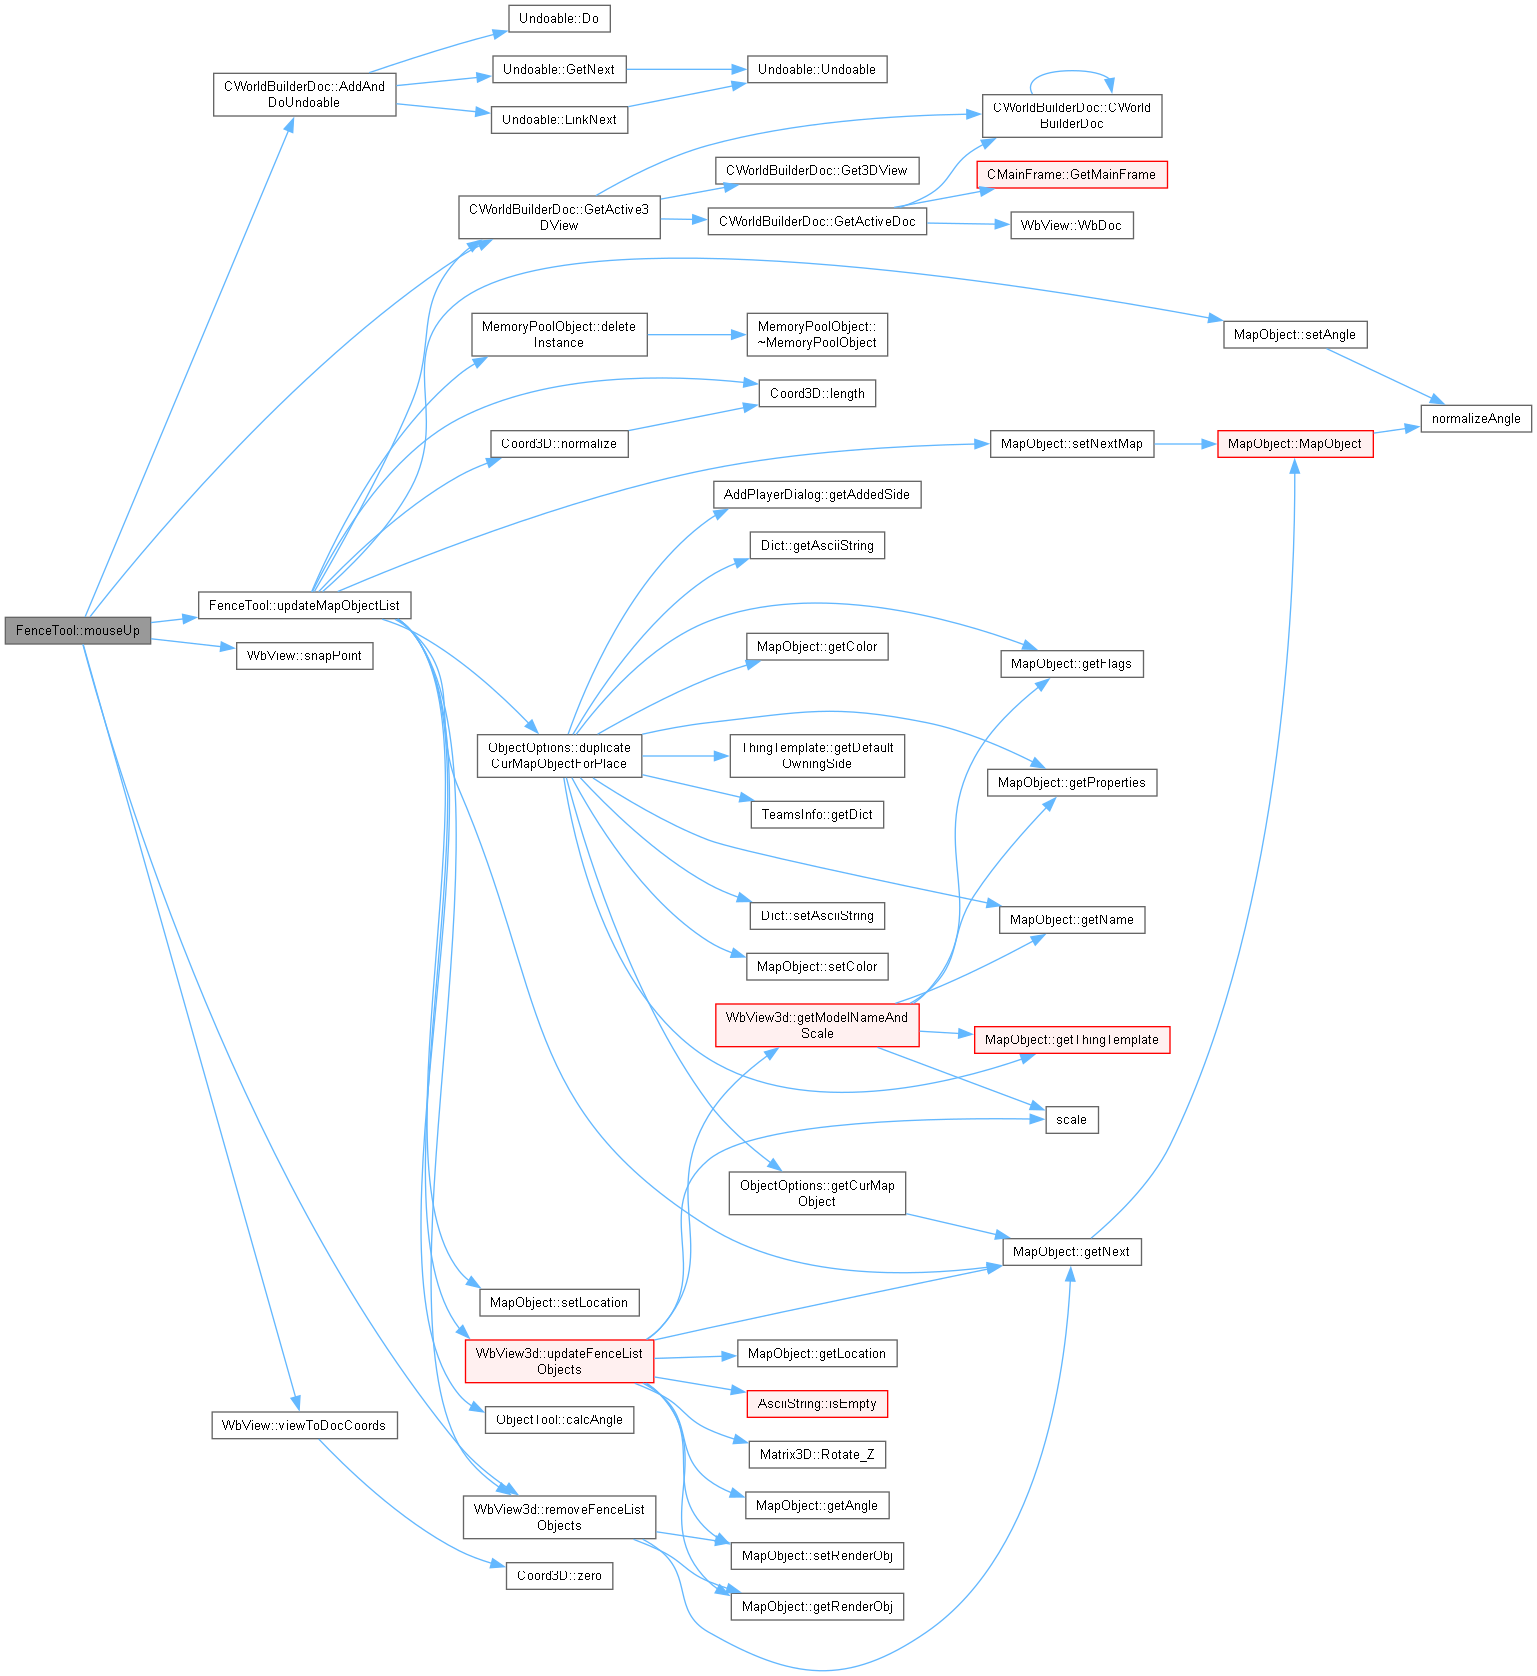 Undoable::Do
CWorldBuilderDoc::AddAnd
DoUndoable
Undoable::GetNext
Undoable::Undoable
Undoable::LinkNext
CWorldBuilderDoc::CWorld
BuilderDoc
CWorldBuilderDoc::Get3DView
CMainFrame::GetMainFrame
CWorldBuilderDoc::GetActive3
DView
CWorldBuilderDoc::GetActiveDoc
WbView::WbDoc
MemoryPoolObject::delete
Instance
MemoryPoolObject::
~MemoryPoolObject
MapObject::setAngle
Coord3D::length
normalizeAngle
Coord3D::normalize
MapObject::setNextMap
MapObject::MapObject
AddPlayerDialog::getAddedSide
Dict::getAsciiString
FenceTool::updateMapObjectList
FenceTool::mouseUp
WbView::snapPoint
MapObject::getColor
MapObject::getFlags
ObjectOptions::duplicate
CurMapObjectForPlace
ThingTemplate::getDefault
OwningSide
MapObject::getProperties
TeamsInfo::getDict
Dict::setAsciiString
MapObject::getName
MapObject::setColor
WbView3d::getModelNameAnd
Scale
MapObject::getThingTemplate
scale
ObjectOptions::getCurMap
Object
MapObject::getNext
MapObject::setLocation
WbView3d::updateFenceList
Objects
MapObject::getLocation
AsciiString::isEmpty
WbView::viewToDocCoords
ObjectTool::calcAngle
Matrix3D::Rotate_Z
WbView3d::removeFenceList
Objects
MapObject::getAngle
MapObject::setRenderObj
Coord3D::zero
MapObject::getRenderObj